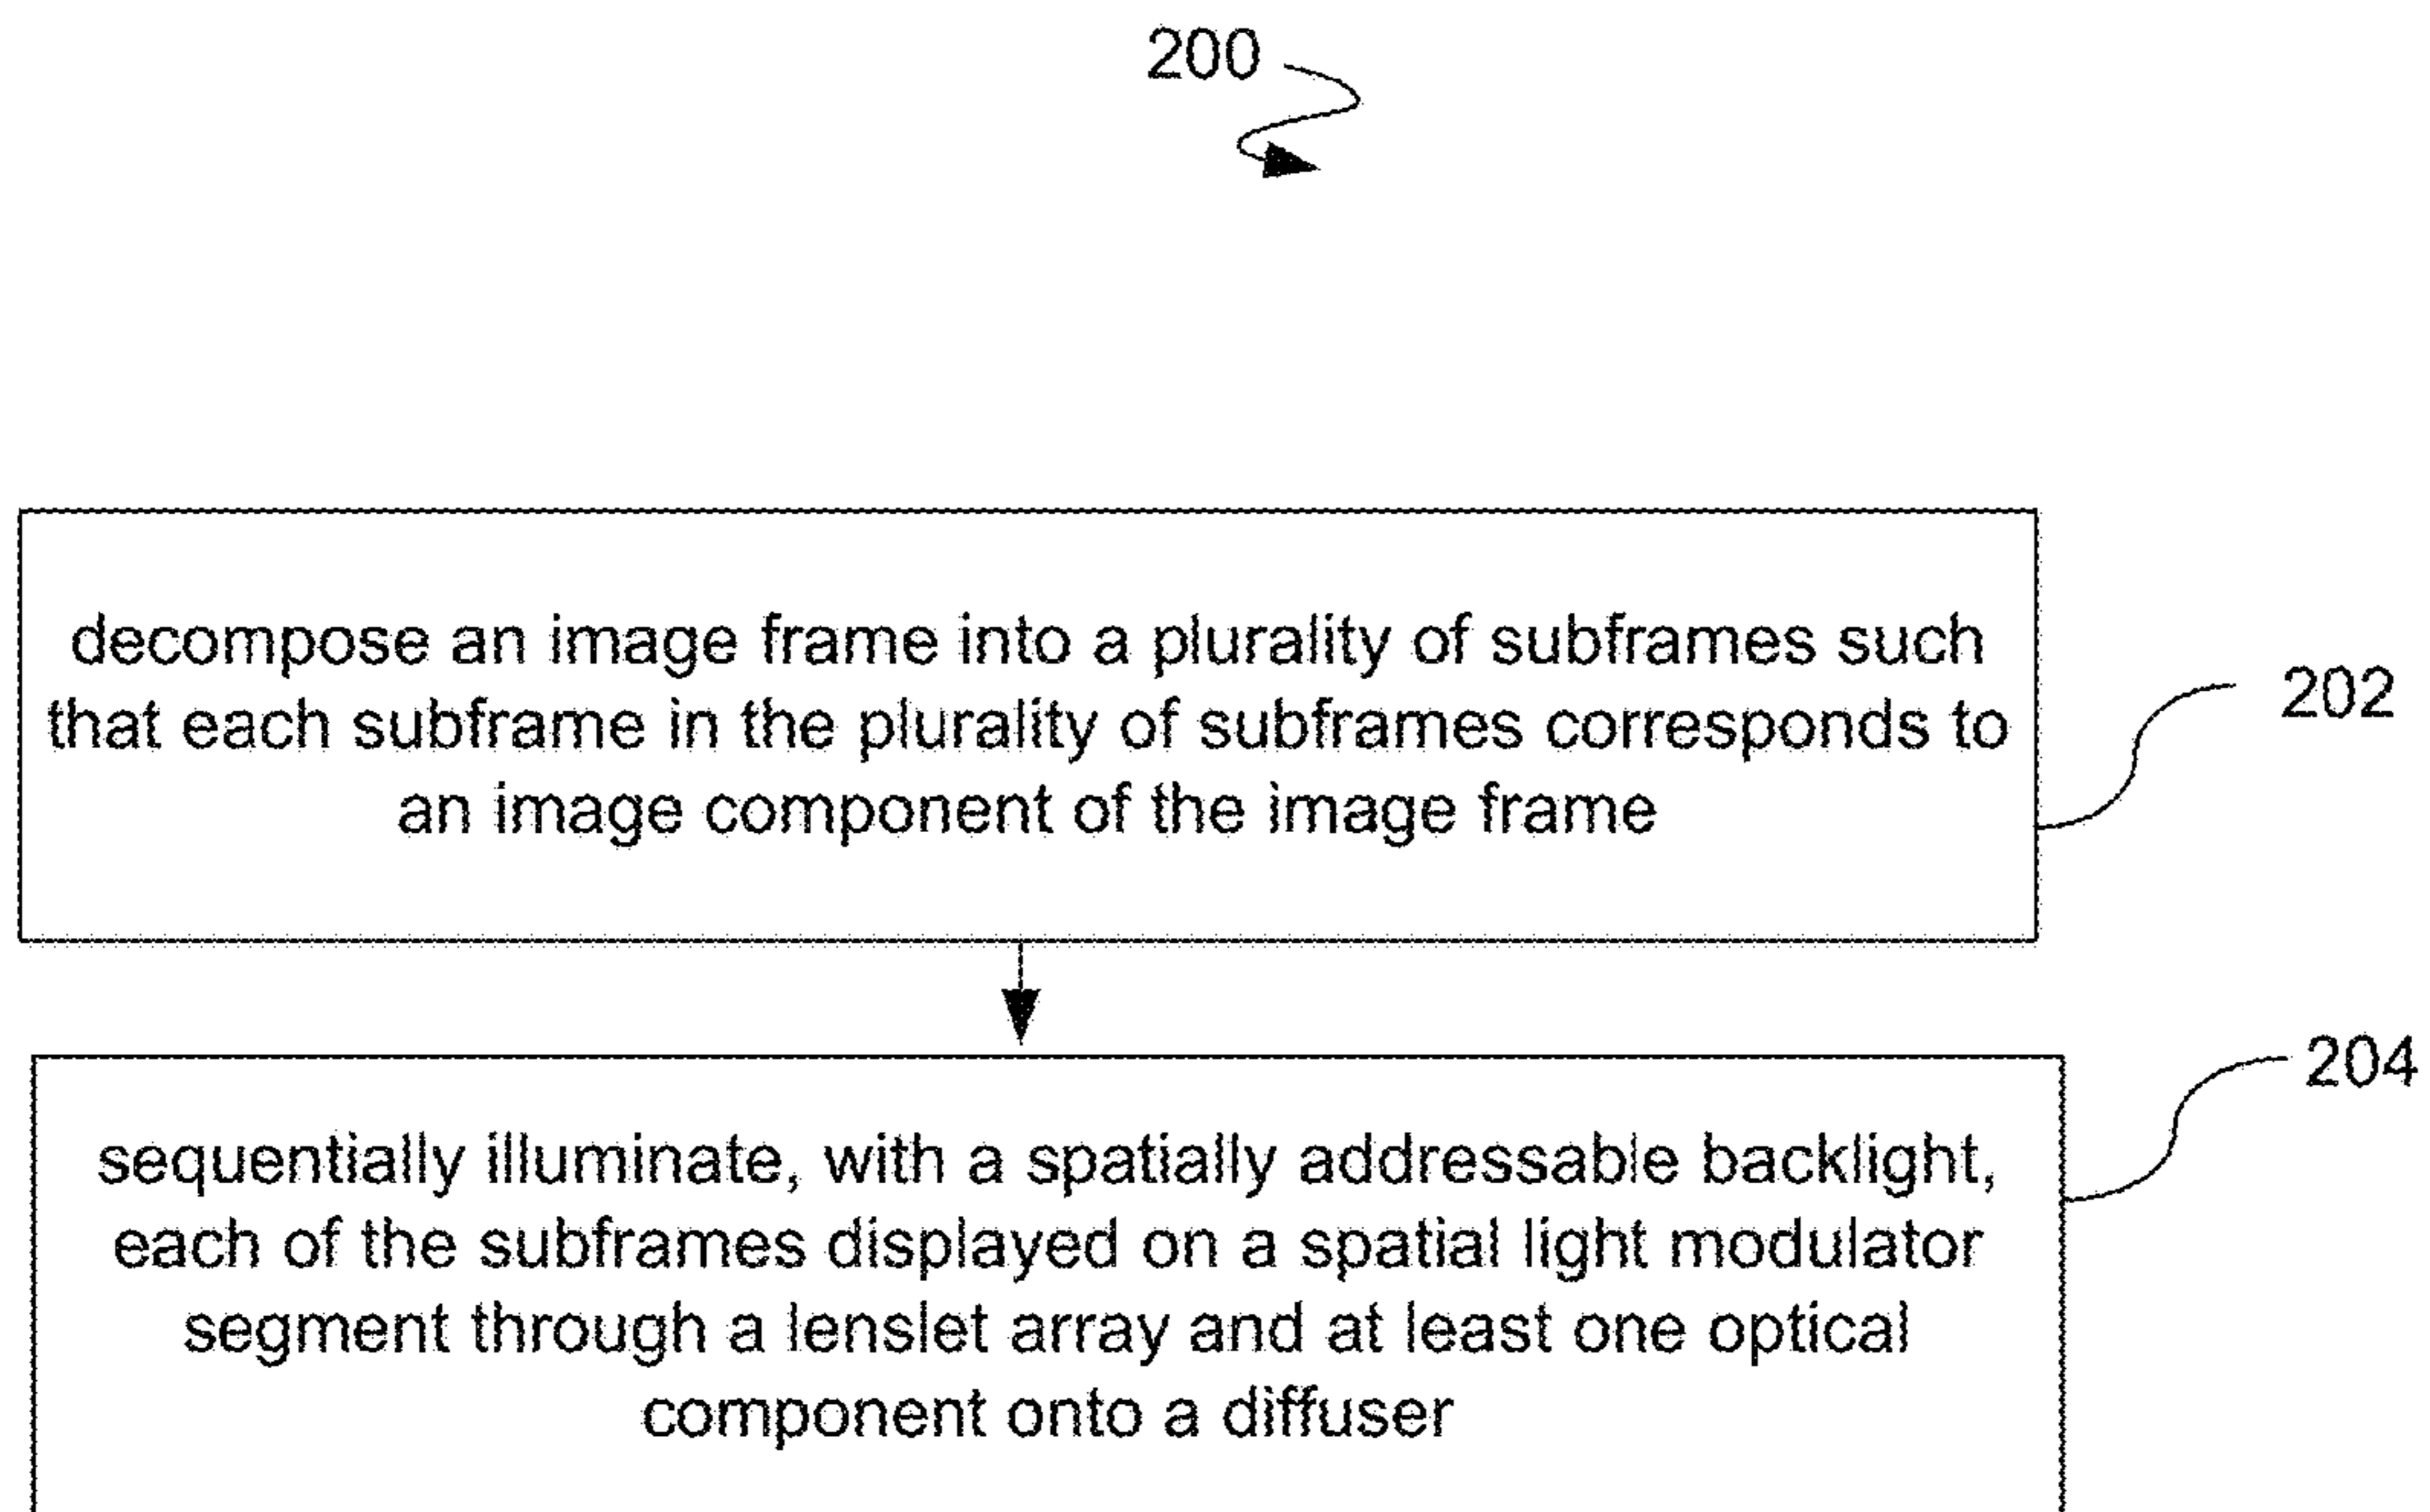 200
decompose an image frame into a plurality of subframes such
that each subframe in the plurality of subframes corresponds to
an image component of the image frame
202
204
sequentially illuminate, with a spatially addressable backlight,
each of the subframes displayed on a spatial light modulator
segment through a lenslet array and at least one optical
component onto a diffuser